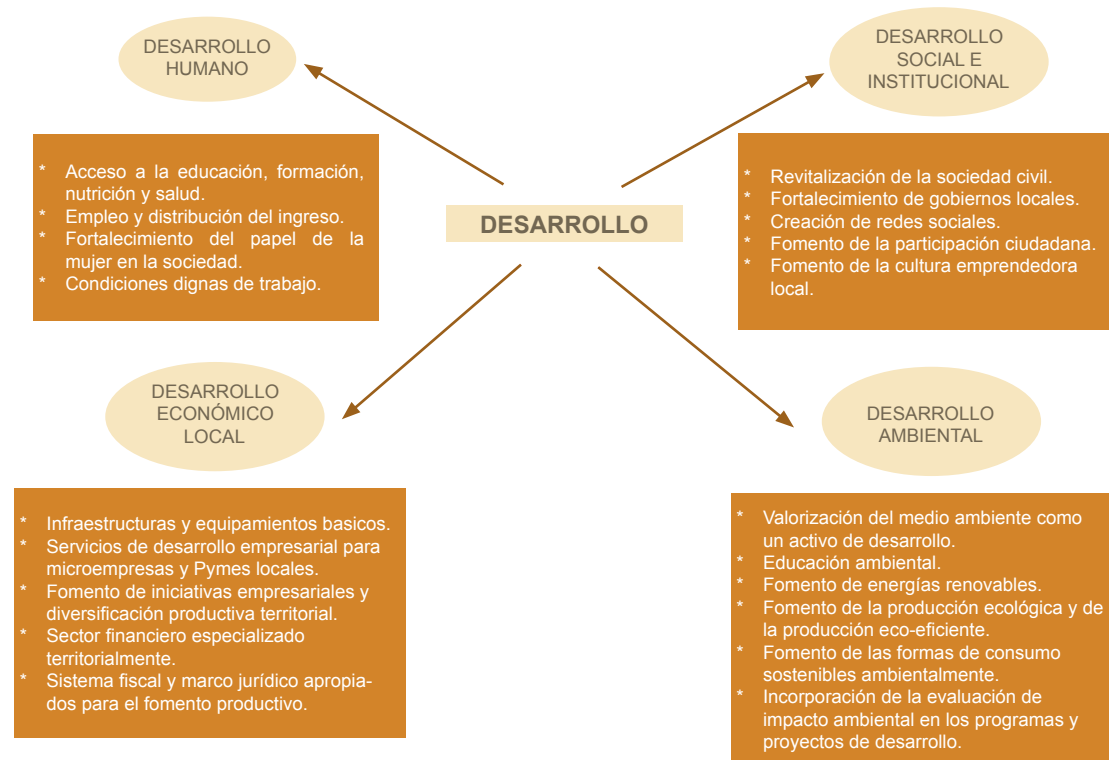 DESARROLLO
HUMANO
* Acceso a la educación, formación,
nutrición y salud.
* Empleo y distribución del ingreso.
* Fortalecimiento del papel de la
mujer en la sociedad.
* Condiciones dignas de trabajo.
DESARROLLO
SOCIAL E
INSTITUCIONAL
* Revitalización de la sociedad civil.
* Fortalecimiento de gobiernos locales.
* Creación de redes sociales.
* Fomento de la participación ciudadana.
* Fomento de la cultura emprendedora
local.
DESARROLLO
DESARROLLO
ECONÓMICO
LOCAL
* Infraestructuras y equipamientos basicos.
* Servicios de desarrollo empresarial para
microempresas y Pymes locales.
* Fomento de iniciativas empresariales y
diversificación productiva territorial.
* Sector financiero especializado
territorialmente.
* Sistema fiscal y marco jurídico apropia-
dos para el fomento productivo.
DESARROLLO
AMBIENTAL
* Valorización del medio ambiente como
un activo de desarrollo.
* Educación ambiental.
* Fomento de energías renovables.
* Fomento de la producción ecológica y de
la producción eco-eficiente.
* Fomento de las formas de consumo
sostenibles ambientalmente.
* Incorporación de la evaluación de
impacto ambiental en los programas y
proyectos de desarrollo.